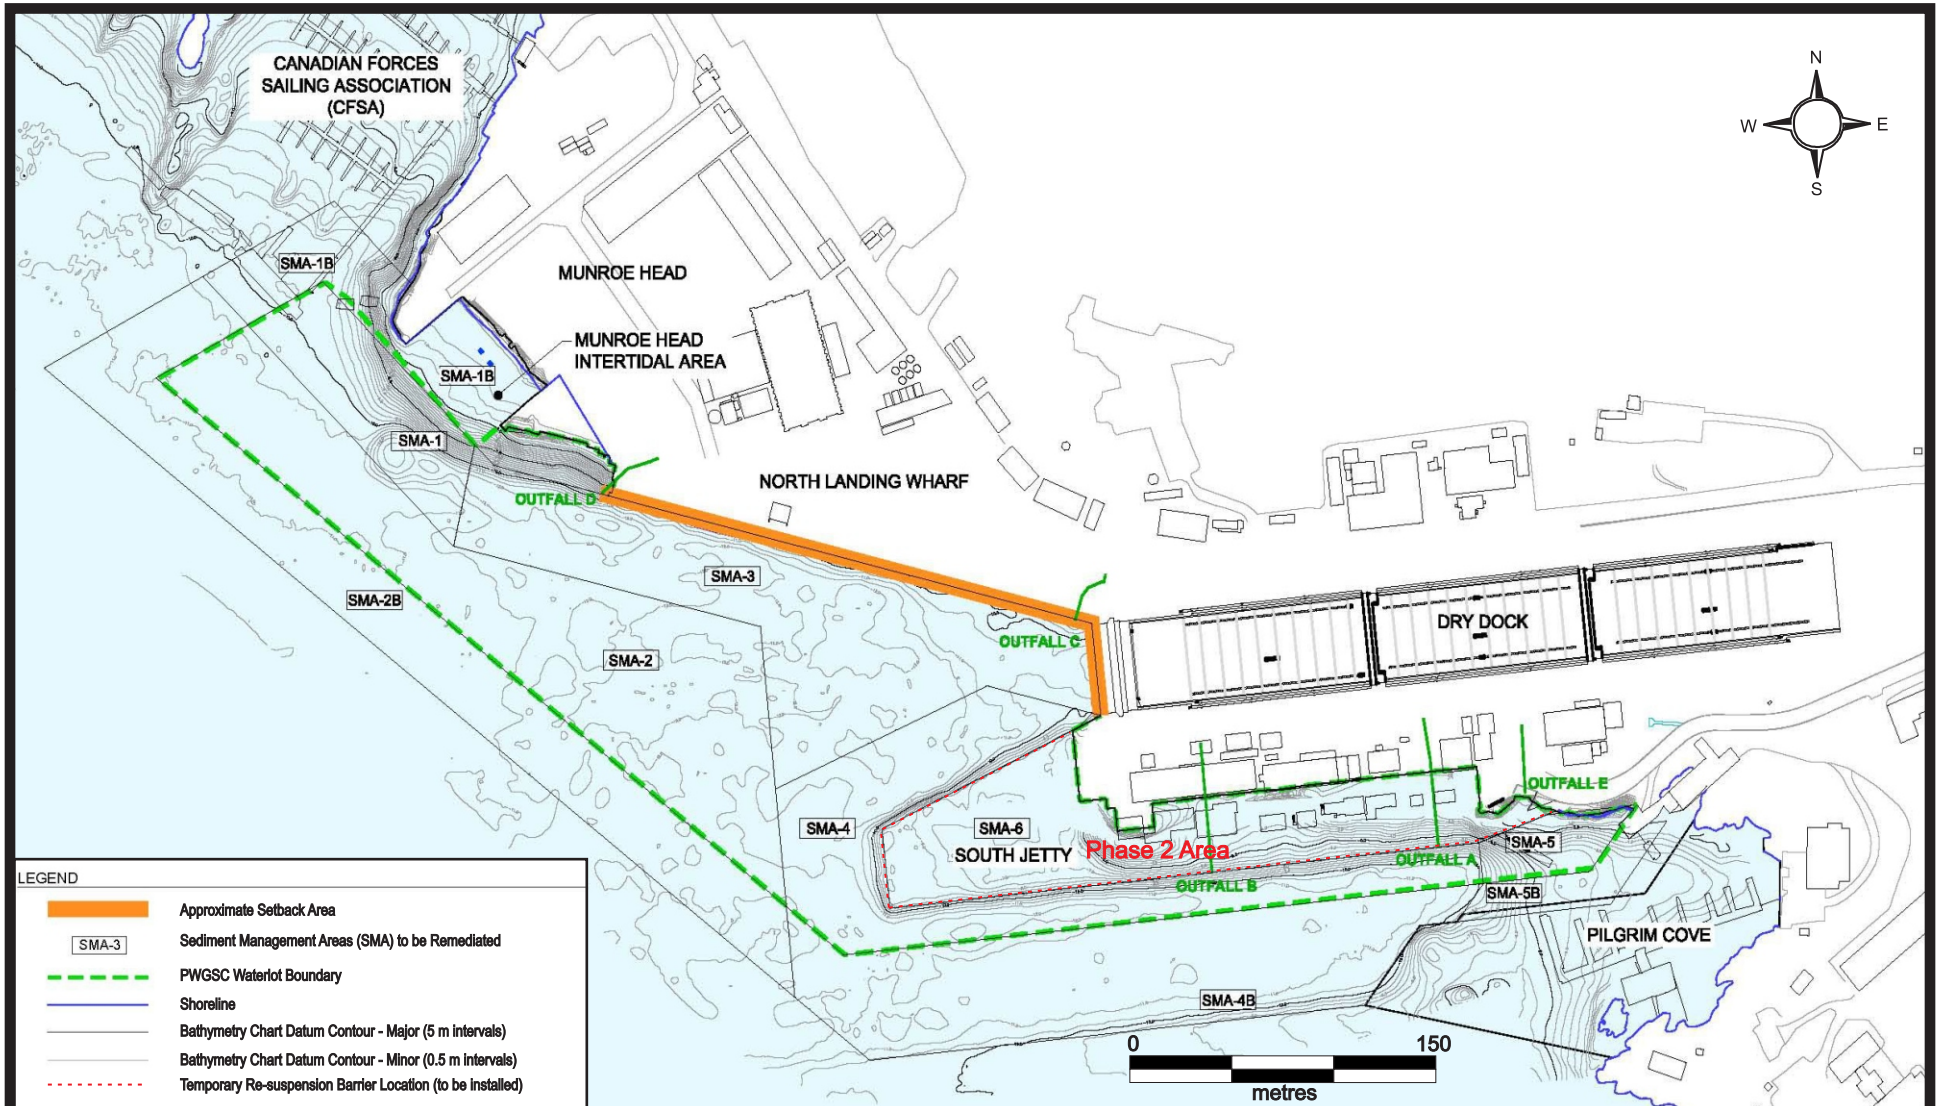 CANADIAN FORCES
SAILING ASSOCIATION
(CFSA)
N
W
E
S
SMA-1B
MUNROE HEAD
MUNROE HEAD
INTERTIDAL AREA
SMA-1B
SMA-1
OUTFALL D
NORTH LANDING WHARF
SMA-3
SMA-2B
OUTFALL C
DRY DOCK
SMA-2
OUTFALL E
SMA-4
SMA-6
SOUTH JETTY
Phase 2 Area
SMA-5
OUTFALL A
OUTFALL B
SMA-5B
PILGRIM COVE
SMA-4B
0
150
metres
LEGEND
Approximate Setback Area
SMA-3
Sediment Management Areas (SMA) to be Remediated
PWGSC Waterlot Boundary
Shoreline
Bathymetry Chart Datum Contour - Major (5 m intervals)
Bathymetry Chart Datum Contour - Minor (0.5 m intervals)
Temporary Re-suspension Barrier Location (to be installed)